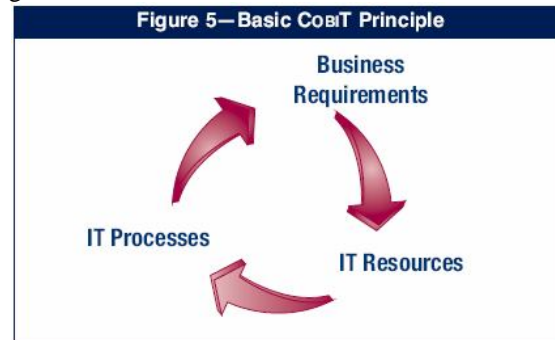 Figure 5—Basic COBIT Principle
Business
Requirements
IT Processes
IT Resources